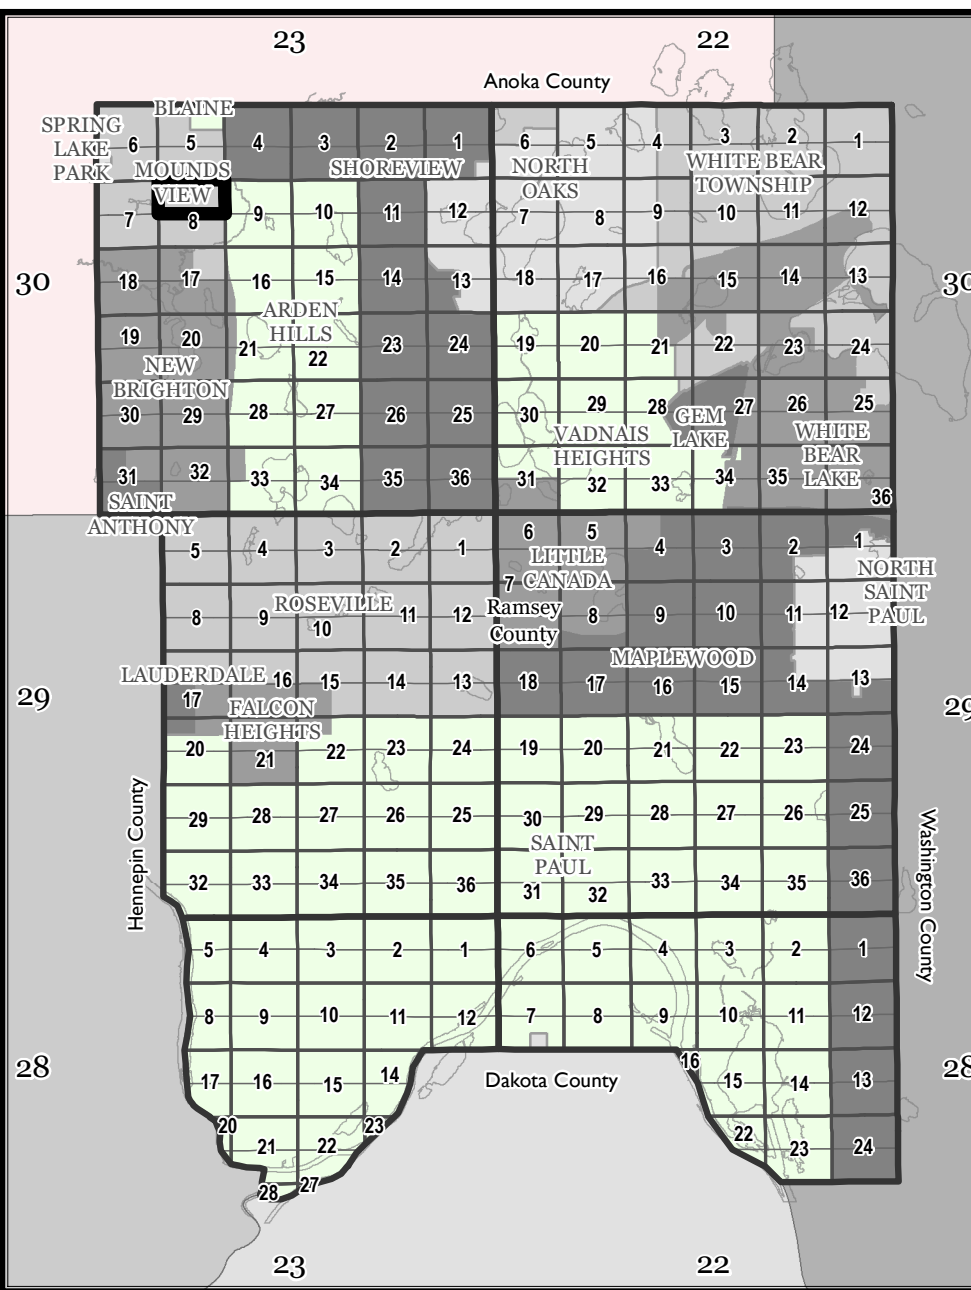 23 22
Anoka County
BLAINE
SPRING
LAKE
PARK
6 5 4 3 2 1 6 5 4 3 2 1
MOUNDS
VIEW
SHOREVIEW
NORTH
OAKS
WHITE BEAR
TOWNSHIP
7 8 9 10 11 12 7 8 9 10 11 12
30 18 17 16 15 14 13 18 17 16 15 14 13 30
ARDEN
HILLS
19 20 21 22 23 24 19 20 21 22 23 24
NEW
BRIGHTON
30 29 28 27 26 25 30 29 28 27 26 25
GEM
LAKE
VADNAIS
HEIGHTS
WHITE
BEAR
LAKE
31 32 33 34 35 36 31 32 33 34 35 36
SAINT
ANTHONY
5 4 3 2 1 6 5 4 3 2 1
LITTLE
CANADA
NORTH
SAINT
PAUL
ROSEVILLE
Ramsey
County
8 9 10 11 12 7 8 9 10 11 12
MAPLEWOOD
LAUDERDALE
29 17 16 15 14 13 18 17 16 15 14 13 29
FALCON
HEIGHTS
20 21 22 23 24 19 20 21 22 23 24
29 28 27 26 25 30 29 28 27 26 25
Hennepin County
Washington County
SAINT
PAUL
32 33 34 35 36 31 32 33 34 35 36
5 4 3 2 1 6 5 4 3 2 1
8 9 10 11 12 7 8 9 10 11 12
28 17 16 15 14 16 15 14 13 28
Dakota County
20 21 22 23 22 23 24
28 27
23 22